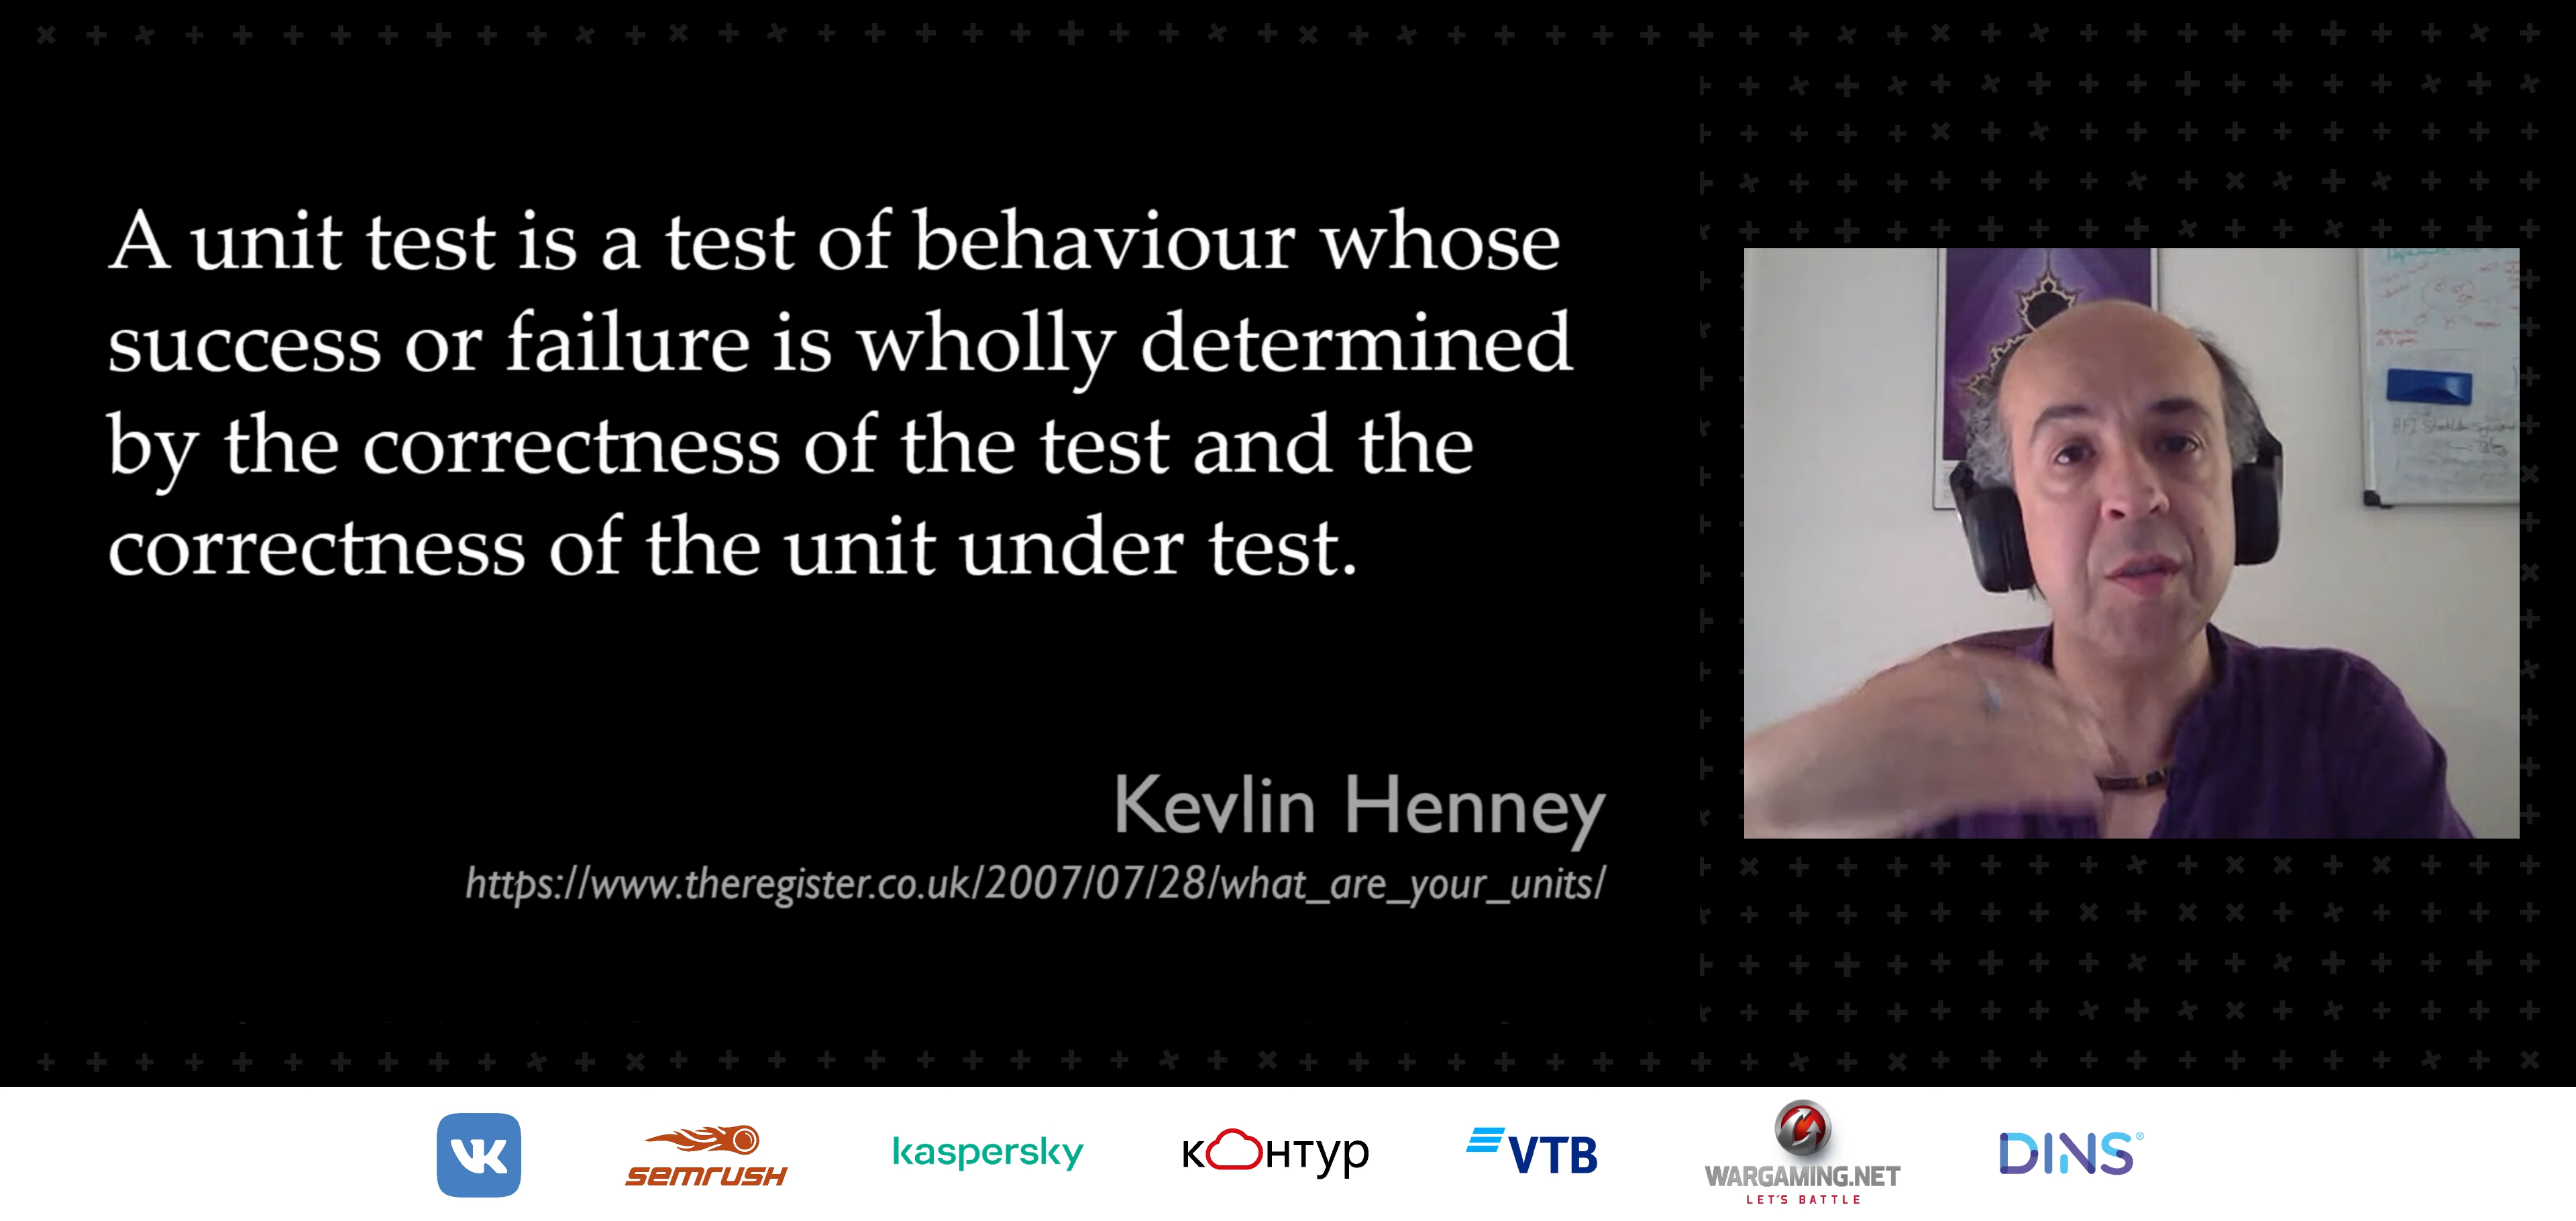 A unit test is a test of behaviour whose
success or failure is wholly determined
by the correctness of the test and the
correctness of the unit under test.
Kevlin Henney
https://www.theregister.co.uk/2007/07/28/what_are_your_units/
VK
SEMRUSH
kaspersky
контур
VTB
WARGAMING.NET
LET'S BATTLE
DINS®